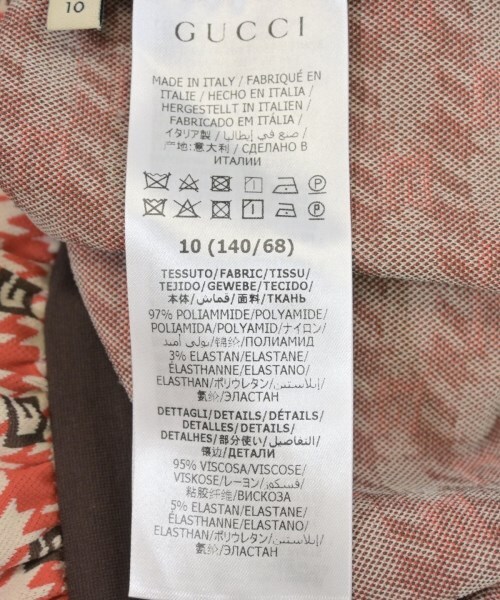 10
GUCCI
MADE IN ITALY / FABRIQUÉ EN
ITALIE / HECHO EN ITALIA /
HERGESTELLT IN ITALIEN /
FABRICADO EM ITÁLIA /
イタリア製 / صنع في إيطاليا /
产地:意大利 / СДЕЛАНО В
ИТАЛИИ
10 (140/68)
TESSUTO/FABRIC/TISSU/
TEJIDO/GEWEBE/TECIDO/
本体/قماش/面料/ТКАНЬ
97% POLIAMMIDE/POLYAMIDE/
POLIAMIDA/POLYAMID/ナイロン/
بولي أميد/锦纶/ПОЛИАМИД
3% ELASTAN/ELASTANE/
ÉLASTHANNE/ELASTANO/
ELASTHAN/ポリウレタン/إيلاستين/
氨纶/ЭЛАСТАН
DETTAGLI/DETAILS/DÉTAILS/
DETALLES/DETAILS/
DETALHES/部分使い/التفاصيل/
镶边/ДЕТАЛИ
95% VISCOSA/VISCOSE/
VISKOSE/レーヨン/فسكوز/
粘胶纤维/ВИСКОЗА
5% ELASTAN/ELASTANE/
ÉLASTHANNE/ELASTANO/
ELASTHAN/ポリウレタン/إيلاستين/
氨纶/ЭЛАСТАН